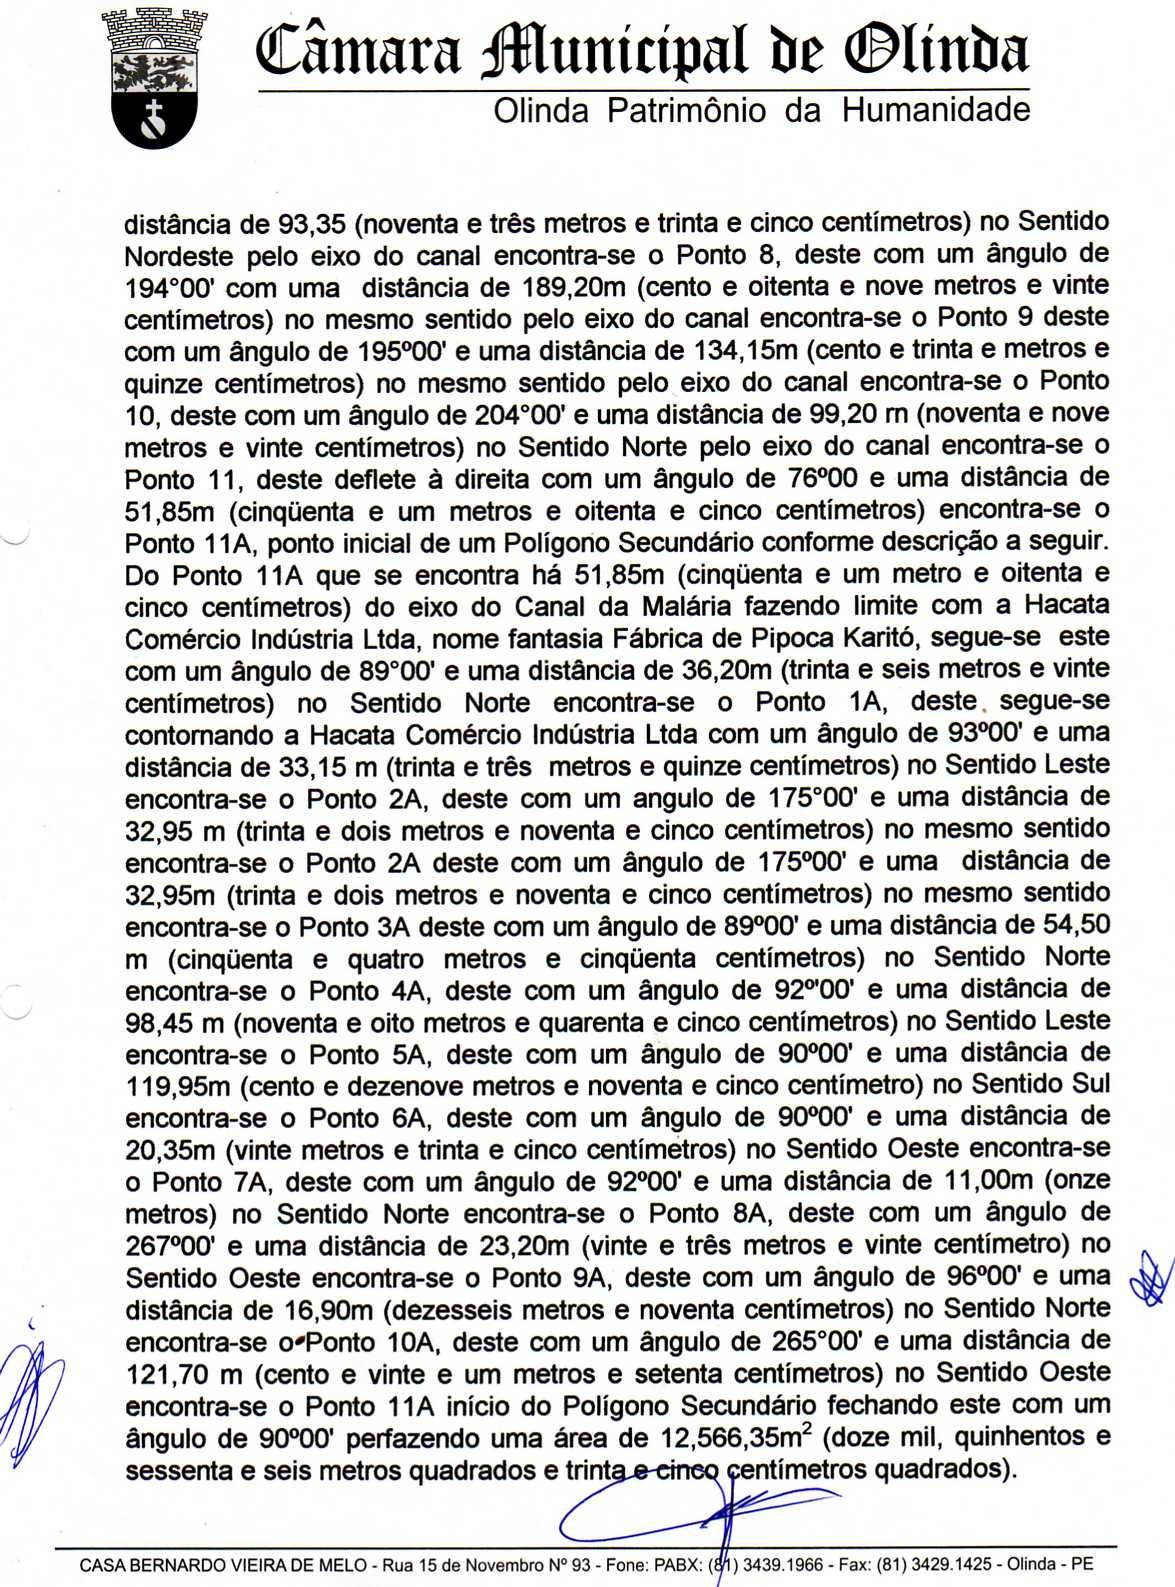 Câmara Municipal de Olinda
Olinda Patrimônio da Humanidade
distância de 93,35 (noventa e três metros e trinta e cinco centímetros) no Sentido
Nordeste pelo eixo do canal encontra-se o Ponto 8, deste com um ângulo de
194°00' com uma distância de 189,20m (cento e oitenta e nove metros e vinte
centímetros) no mesmo sentido pelo eixo do canal encontra-se o Ponto 9 deste
com um ângulo de 195º00' e uma distância de 134,15m (cento e trinta e metros e
quinze centímetros) no mesmo sentido pelo eixo do canal encontra-se o Ponto
10, deste com um ângulo de 204°00' e uma distância de 99,20 m (noventa e nove
metros e vinte centímetros) no Sentido Norte pelo eixo do canal encontra-se o
Ponto 11, deste deflete à direita com um ângulo de 76º00 e uma distância de
51,85m (cinqüenta e um metros e oitenta e cinco centímetros) encontra-se o
Ponto 11A, ponto inicial de um Polígono Secundário conforme descrição a seguir.
Do Ponto 11A que se encontra há 51,85m (cinqüenta e um metro e oitenta e
cinco centímetros) do eixo do Canal da Malária fazendo limite com a Hacata
Comércio Indústria Ltda, nome fantasia Fábrica de Pipoca Karitó, segue-se este
com um ângulo de 89°00' e uma distância de 36,20m (trinta e seis metros e vinte
centímetros) no Sentido Norte encontra-se o Ponto 1A, deste segue-se
contornando a Hacata Comércio Indústria Ltda com um ângulo de 93º00' e uma
distância de 33,15 m (trinta e três metros e quinze centímetros) no Sentido Leste
encontra-se o Ponto 2A, deste com um angulo de 175°00' e uma distância de
32,95 m (trinta e dois metros e noventa e cinco centímetros) no mesmo sentido
encontra-se o Ponto 2A deste com um ângulo de 175º00' e uma distância de
32,95m (trinta e dois metros e noventa e cinco centímetros) no mesmo sentido
encontra-se o Ponto 3A deste com um ângulo de 89º00' e uma distância de 54,50
m (cinqüenta e quatro metros e cinqüenta centímetros) no Sentido Norte
encontra-se o Ponto 4A, deste com um ângulo de 92º'00' e uma distância de
98,45 m (noventa e oito metros e quarenta e cinco centímetros) no Sentido Leste
encontra-se o Ponto 5A, deste com um ângulo de 90º00' e uma distância de
119,95m (cento e dezenove metros e noventa e cinco centímetro) no Sentido Sul
encontra-se o Ponto 6A, deste com um ângulo de 90º00' e uma distância de
20,35m (vinte metros e trinta e cinco centímetros) no Sentido Oeste encontra-se
o Ponto 7A, deste com um ângulo de 92º00' e uma distância de 11,00m (onze
metros) no Sentido Norte encontra-se o Ponto 8A, deste com um ângulo de
267º00' e uma distância de 23,20m (vinte e três metros e vinte centímetro) no
Sentido Oeste encontra-se o Ponto 9A, deste com um ângulo de 96º00' e uma
distância de 16,90m (dezesseis metros e noventa centímetros) no Sentido Norte
encontra-se o Ponto 10A, deste com um ângulo de 265°00' e uma distância de
121,70 m (cento e vinte e um metros e setenta centímetros) no Sentido Oeste
encontra-se o Ponto 11A início do Polígono Secundário fechando este com um
ângulo de 90º00' perfazendo uma área de 12,566,35m² (doze mil, quinhentos e
sessenta e seis metros quadrados e trinta e cinco centímetros quadrados).
CASA BERNARDO VIEIRA DE MELO - Rua 15 de Novembro Nº 93 - Fone: PABX: (81) 3439.1966 - Fax: (81) 3429.1425 - Olinda - PE